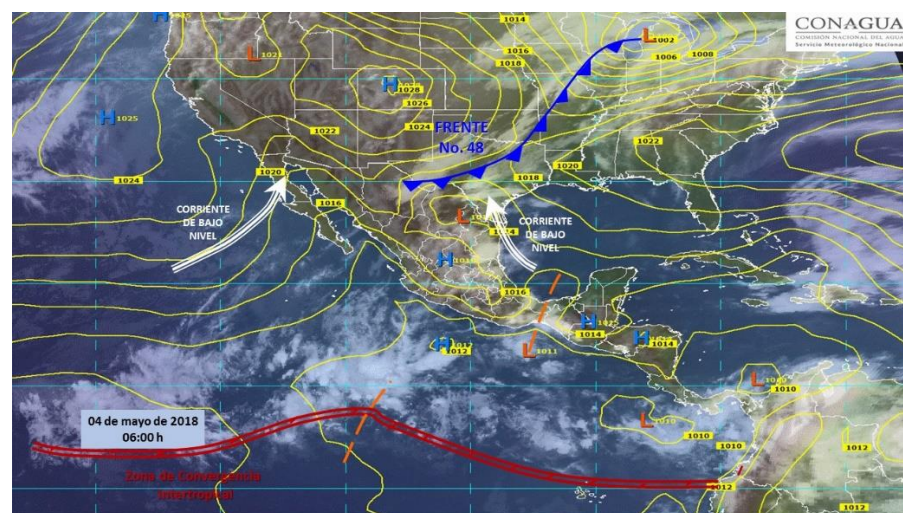 1014
CONAGUA
COMISIÓN NACIONAL DEL AGUA
Servicio Meteorológico Nacional
L
1002
H
1016
1006
1008
L
1018
H
1028
1026
H 1025
1022
1024
FRENTE
No. 48
1022
1020
1024
1018
1020
1016
CORRIENTE
DE BAJO
NIVEL
L
CORRIENTE
DE BAJO
NIVEL
H
1016
H
1014
H
1014
H
1012
L 1011
L
L 1010
1010
1010
1012
1012
1012
04 de mayo de 2018
06:00 h
Zona de Convergencia
Intertropical